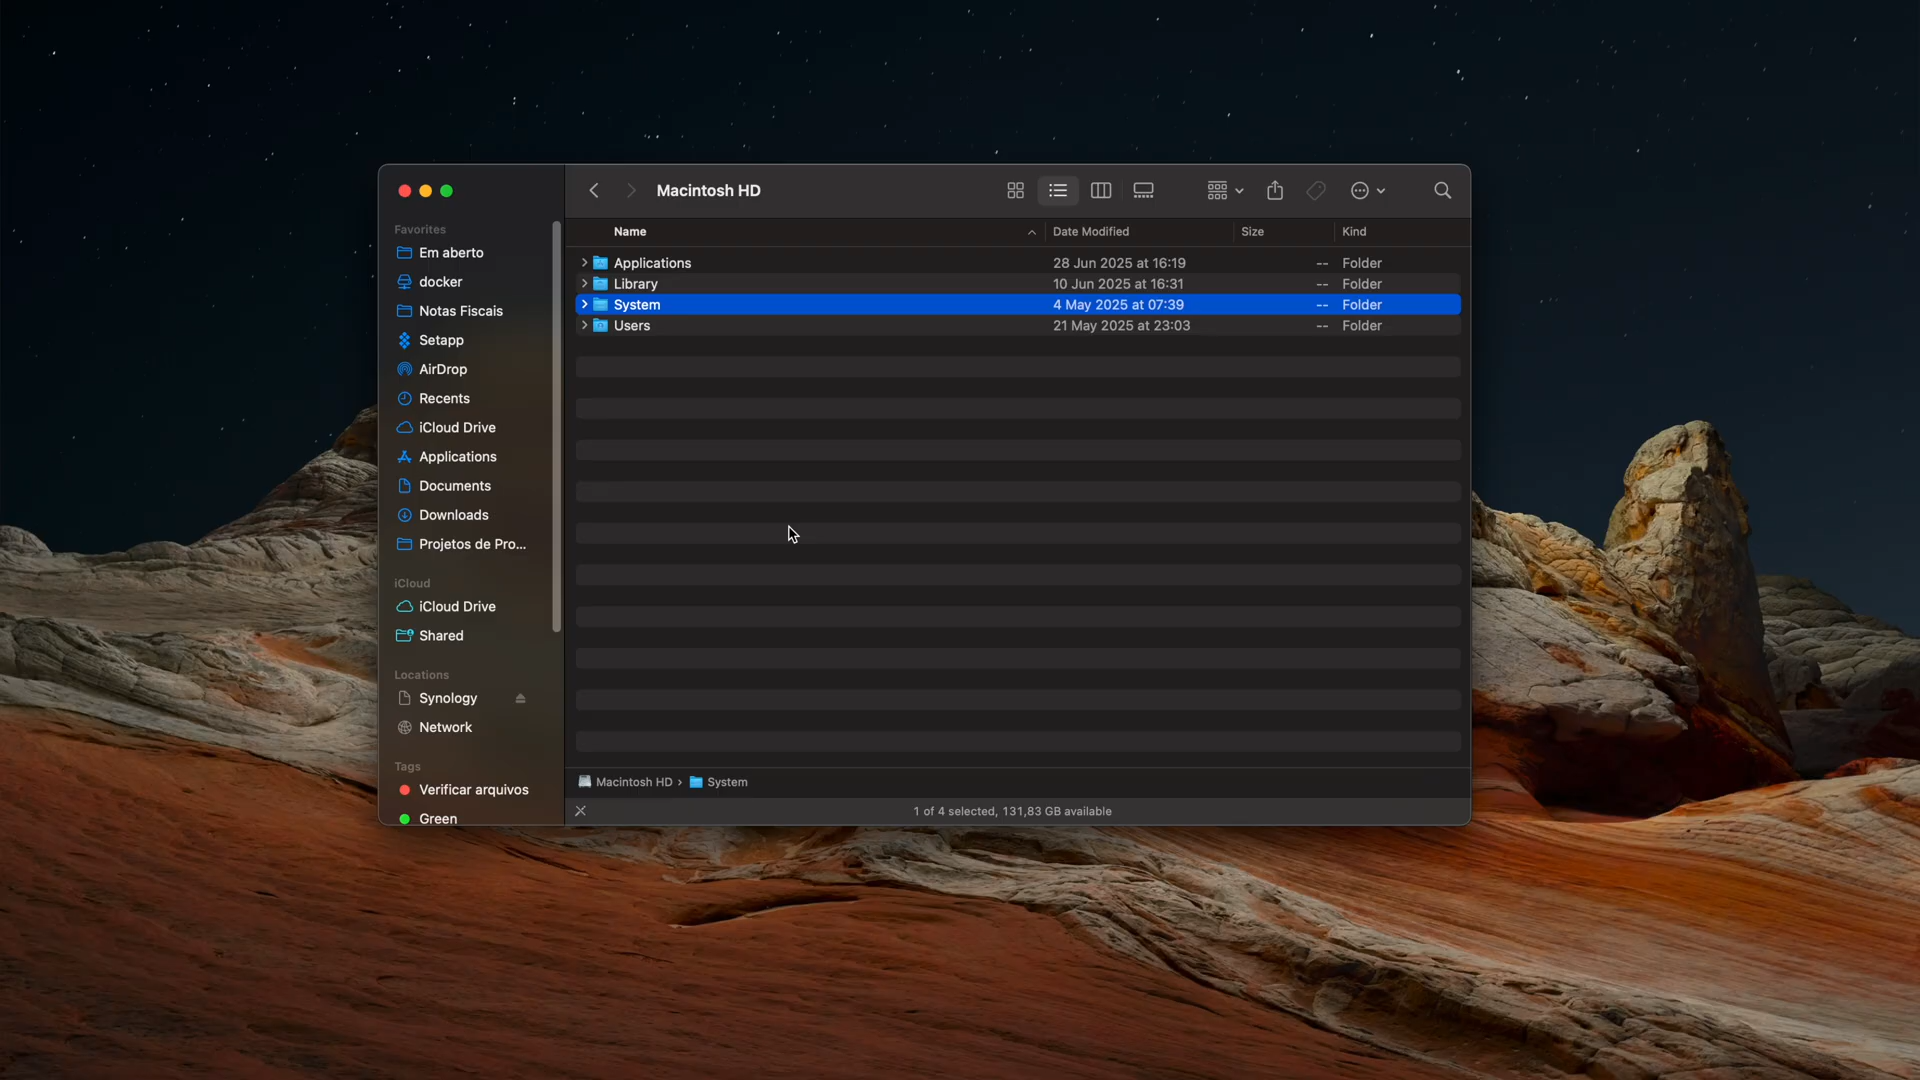 Macintosh HD
Favorites
Em aberto
docker
Notas Fiscais
Setapp
AirDrop
Recents
iCloud Drive
Applications
Documents
Downloads
Projetos de Pro...
iCloud
iCloud Drive
Shared
Locations
Synology
Network
Tags
Verificar arquivos
Green
Name Date Modified Size Kind
Applications 28 Jun 2025 at 16:19 -- Folder
Library 10 Jun 2025 at 16:31 -- Folder
System 4 May 2025 at 07:39 -- Folder
Users 21 May 2025 at 23:03 -- Folder
Macintosh HD › System
1 of 4 selected, 131,83 GB available